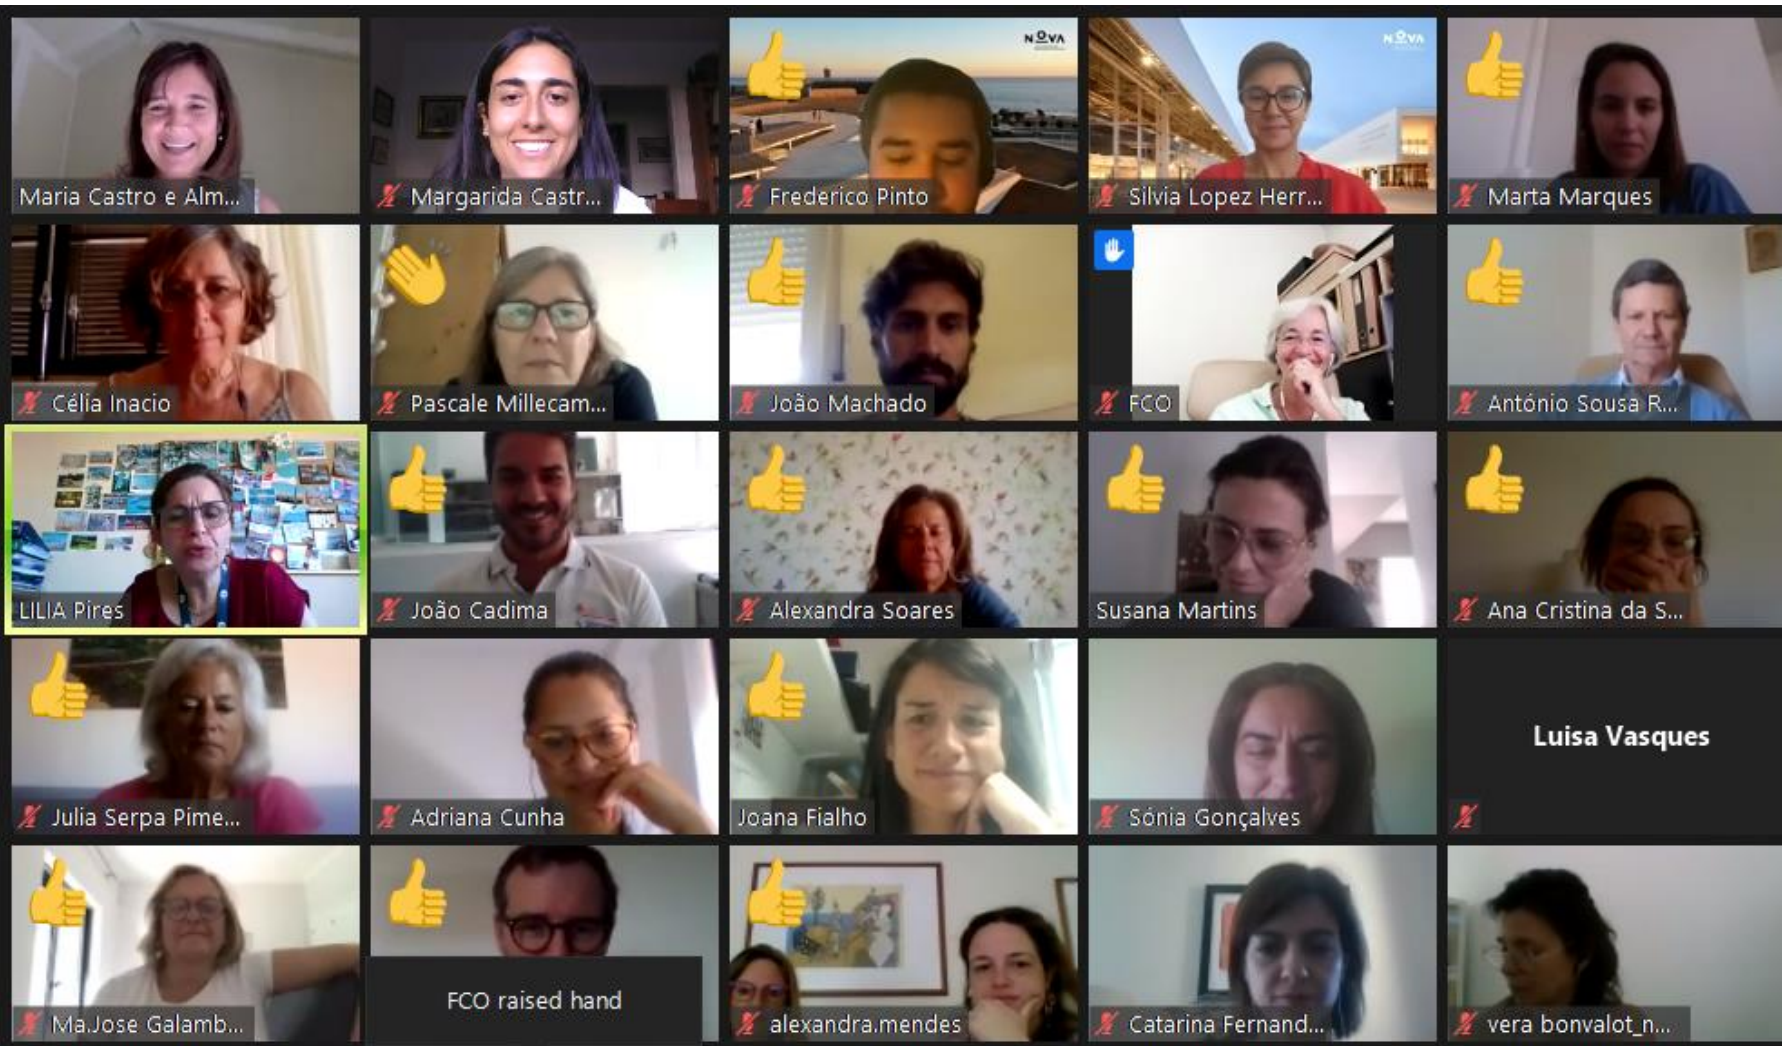 Maria Castro e Alm...
Margarida Castr...
NOVA
Frederico Pinto
NOVA
Silvia Lopez Herr...
Marta Marques
Célia Inacio
Pascale Millecam...
João Machado
FCO
António Sousa R...
LILIA Pires
João Cadima
Alexandra Soares
Susana Martins
Ana Cristina da S...
Julia Serpa Pime...
Adriana Cunha
Joana Fialho
Sónia Gonçalves
Luisa Vasques
Ma.Jose Galamb...
FCO raised hand
alexandra.mendes
Catarina Fernand...
vera bonvalot_n...